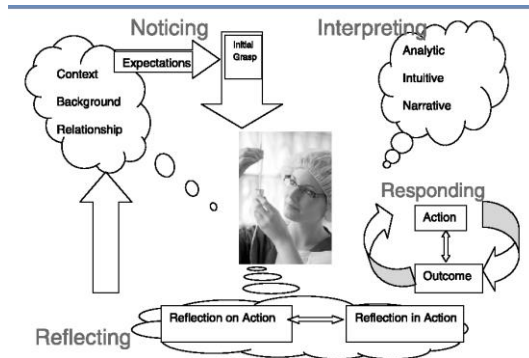 Noticing
Interpreting
Expectations
Initial
Grasp
Context
Background
Relationship
Analytic
Intuitive
Narrative
Responding
Action
Outcome
Reflection on Action
Reflection in Action
Reflecting